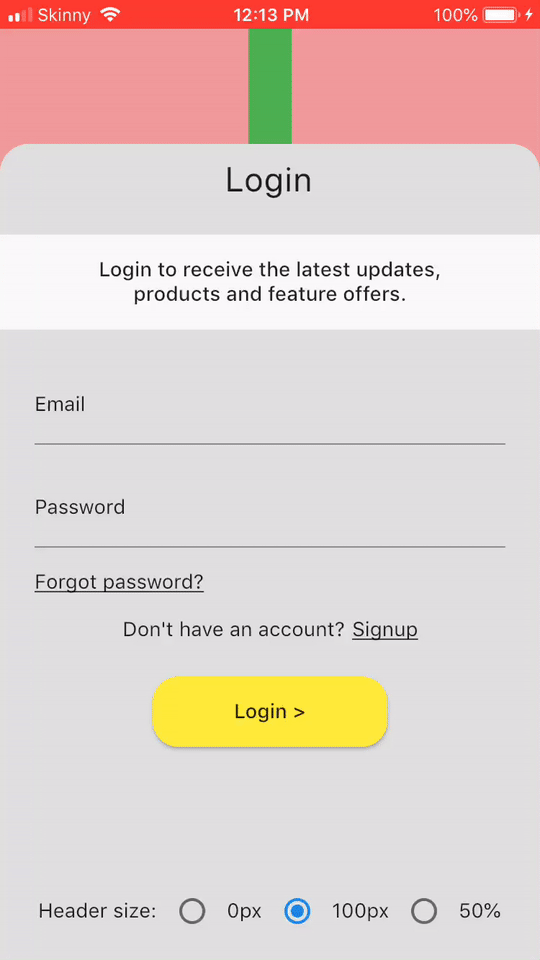 Skinny 12:13 PM 100%
Login
Login to receive the latest updates,
products and feature offers.
Email
Password
Forgot password?
Don't have an account? Signup
Login >
Header size: 0px 100px 50%